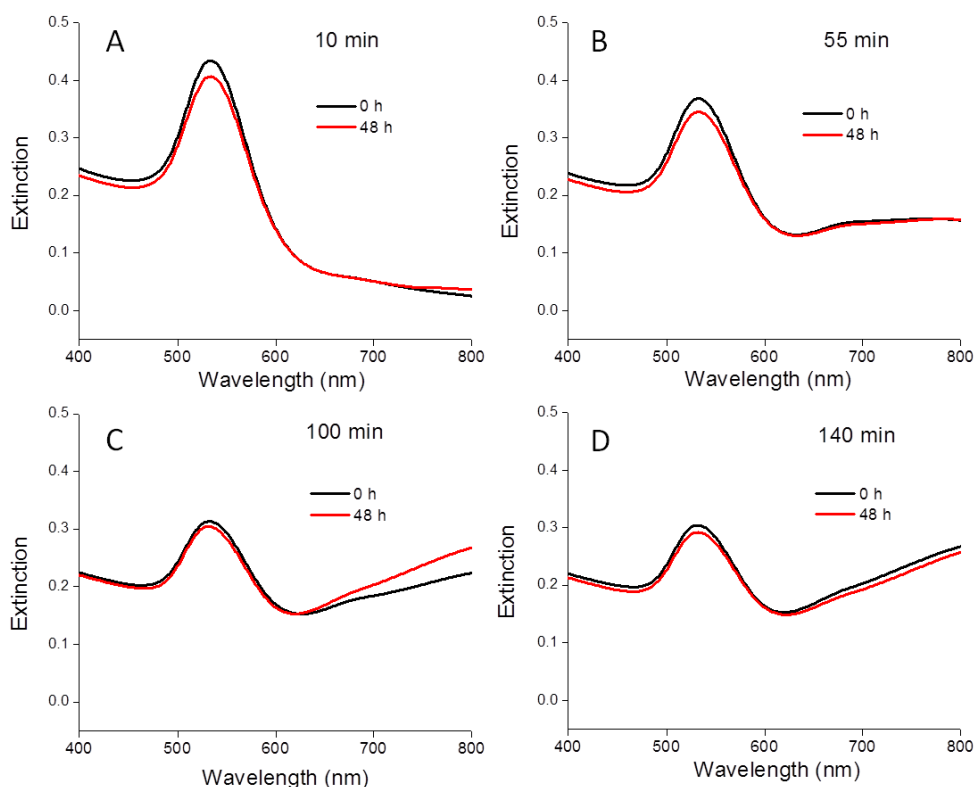 A
10 min
0 h
48 h
Extinction
0.5
0.4
0.3
0.2
0.1
0.0
400 500 600 700 800
Wavelength (nm)
B
55 min
0 h
48 h
Extinction
0.5
0.4
0.3
0.2
0.1
0.0
400 500 600 700 800
Wavelength (nm)
C
100 min
0 h
48 h
Extinction
0.5
0.4
0.3
0.2
0.1
0.0
400 500 600 700 800
Wavelength (nm)
D
140 min
0 h
48 h
Extinction
0.5
0.4
0.3
0.2
0.1
0.0
400 500 600 700 800
Wavelength (nm)